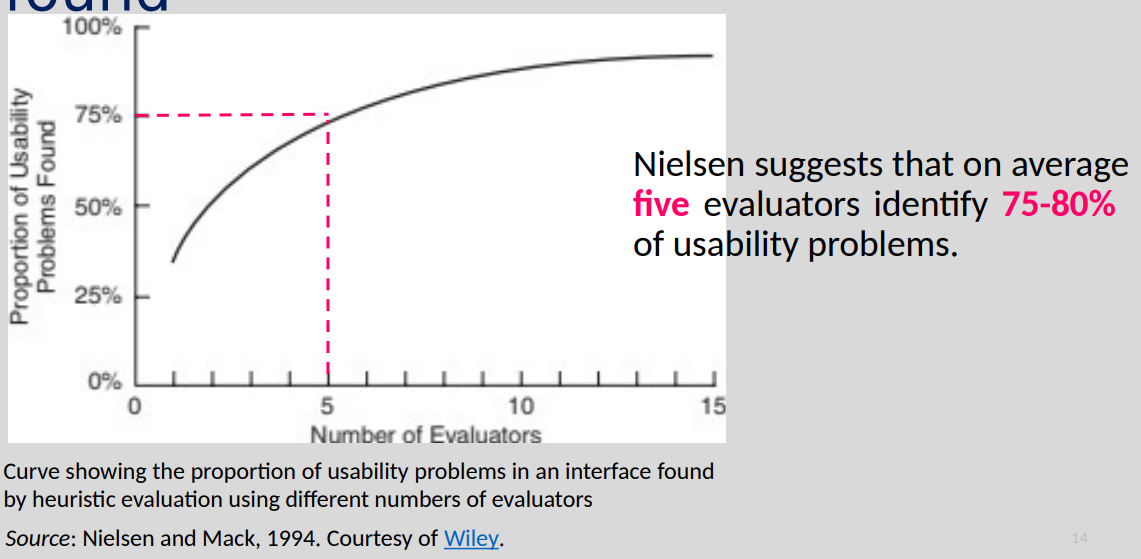 found
100%
75%
50%
25%
0%
Proportion of Usability
Problems Found
0 5 10 15
Number of Evaluators
Nielsen suggests that on average
five evaluators identify 75-80%
of usability problems.
Curve showing the proportion of usability problems in an interface found
by heuristic evaluation using different numbers of evaluators
Source: Nielsen and Mack, 1994. Courtesy of Wiley.
14